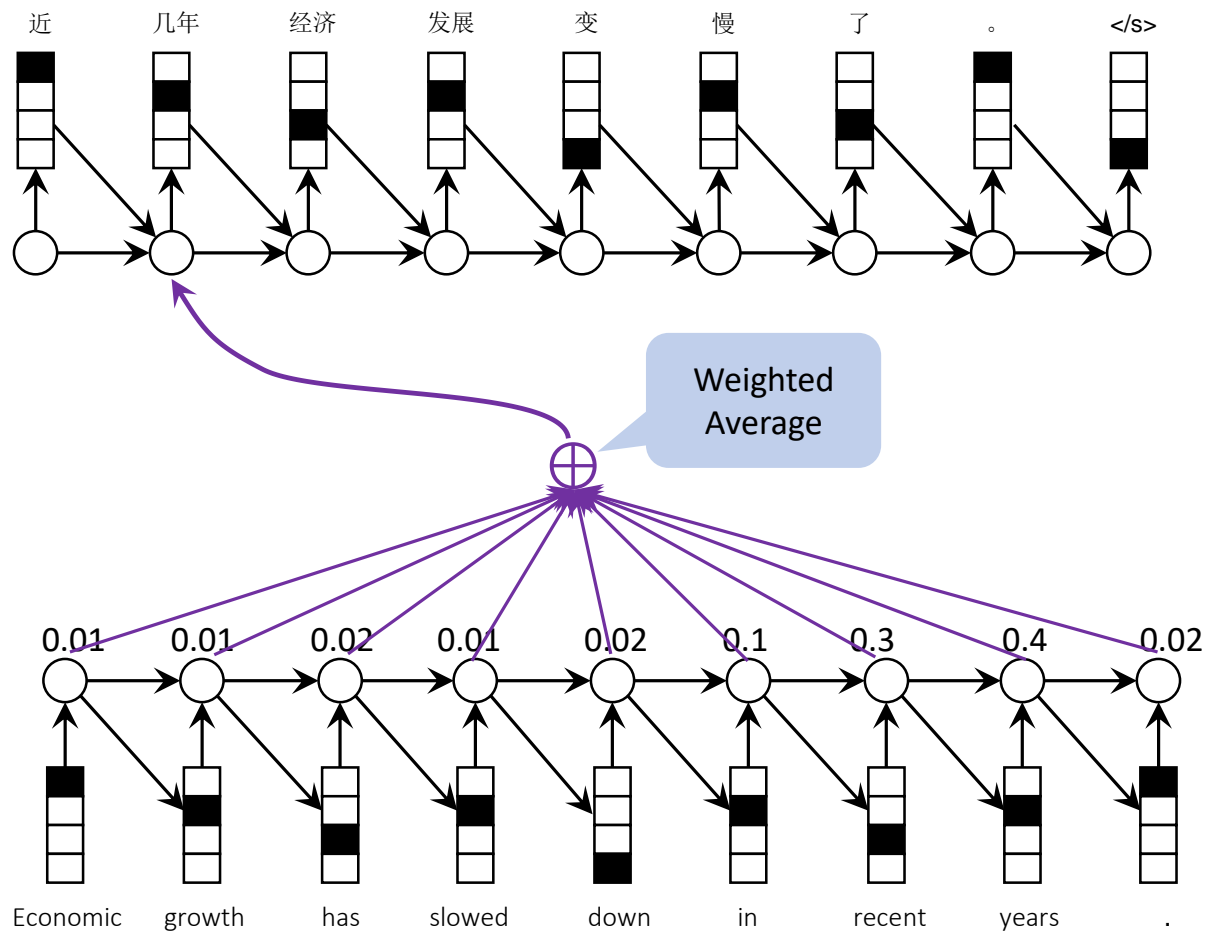 近 几年 经济 发展 变 慢 了 。 </s>
Weighted
Average
0.01 0.01 0.02 0.01 0.02 0.1 0.3 0.4 0.02
Economic growth has slowed down in recent years .